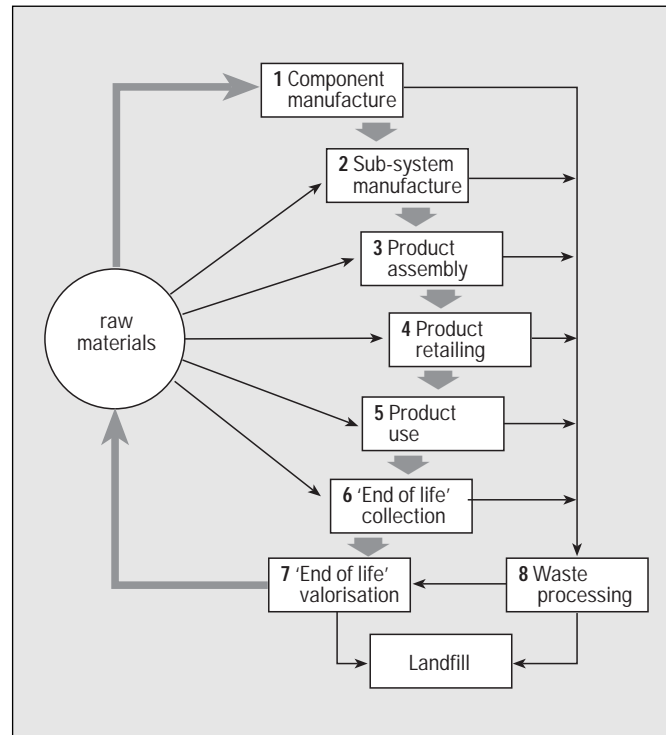 1 Component
manufacture
2 Sub-system
manufacture
3 Product
assembly
raw
materials
4 Product
retailing
5 Product
use
6 'End of life'
collection
7 'End of life'
valorisation
8 Waste
processing
Landfill